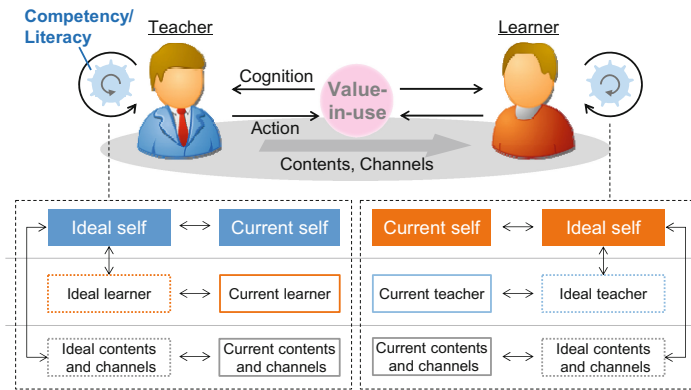 Competency/
Literacy
Teacher
Learner
Cognition
Value-
in-use
Action
Contents, Channels
Ideal self
Current self
Current self
Ideal self
Ideal learner
Current learner
Current teacher
Ideal teacher
Ideal contents
and channels
Current contents
and channels
Current contents
and channels
Ideal contents
and channels